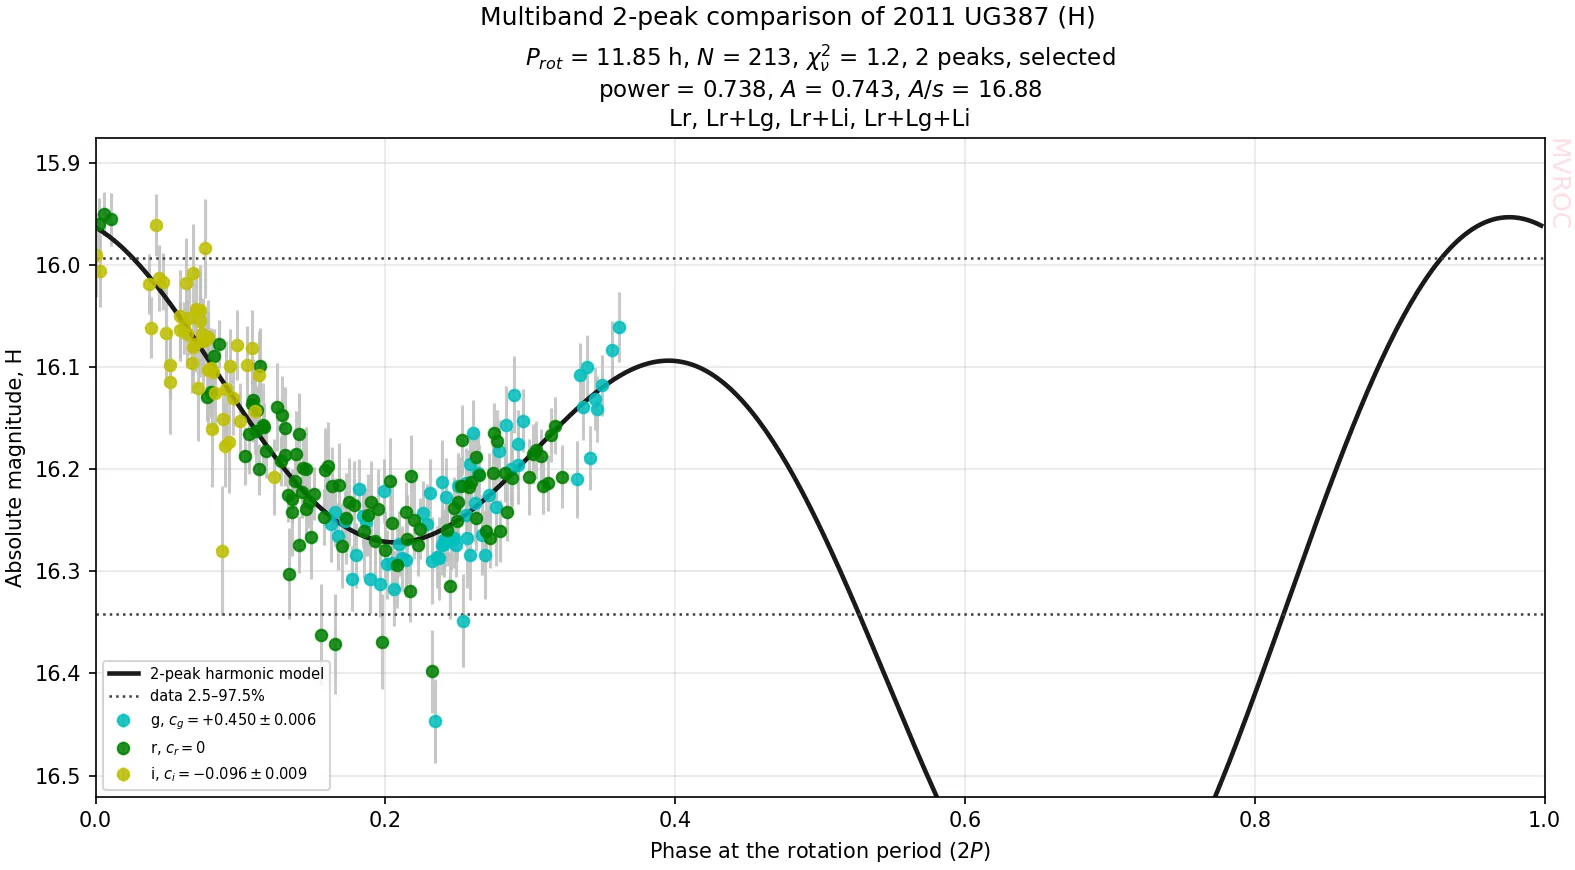 Multiband 2-peak comparison of 2011 UG387 (H)
P_rot = 11.85 h, N = 213, χ²_ν = 1.2, 2 peaks, selected
power = 0.738, A = 0.743, A/s = 16.88
Lr, Lr+Lg, Lr+Li, Lr+Lg+Li
Absolute magnitude, H
15.9
16.0
16.1
16.2
16.3
16.4
16.5
2-peak harmonic model
data 2.5–97.5%
g, c_g = +0.450 ± 0.006
r, c_r = 0
i, c_i = −0.096 ± 0.009
0.0 0.2 0.4 0.6 0.8 1.0
Phase at the rotation period (2P)
MVROC